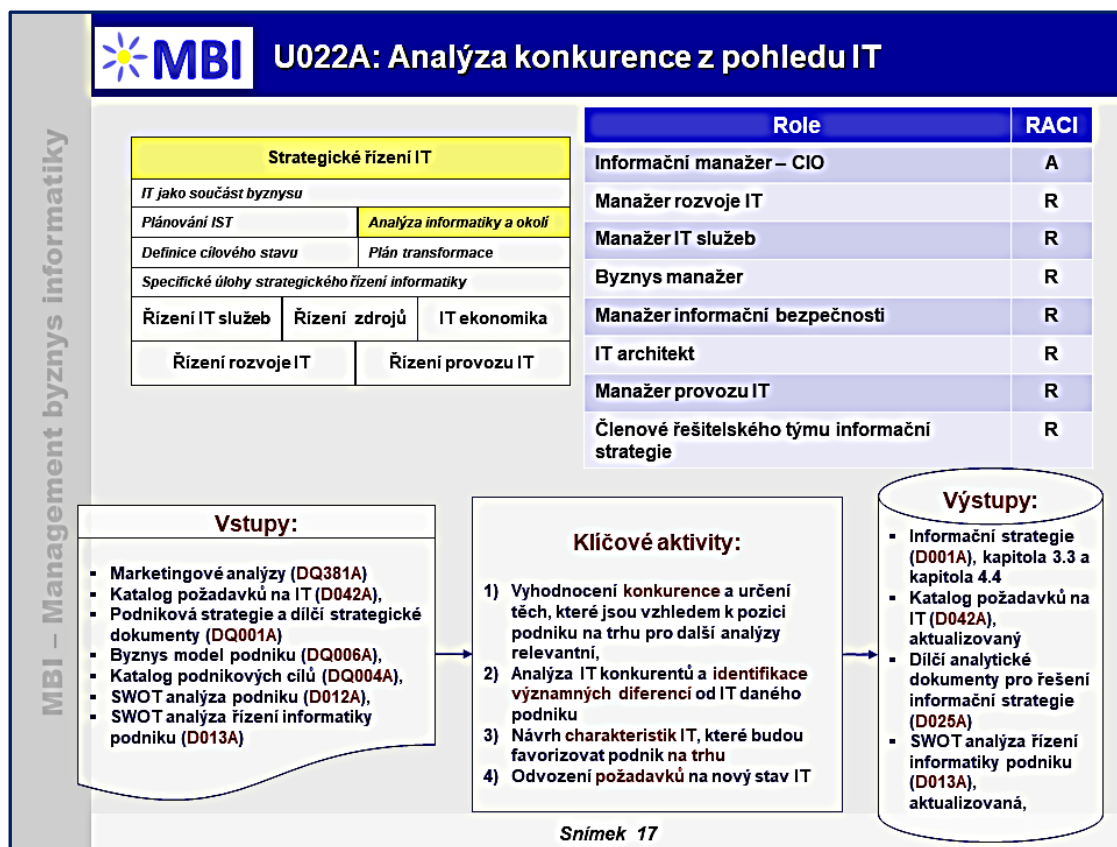 MBI
U022A: Analýza konkurence z pohledu IT
MBI – Management byznys informatiky
Strategické řízení IT
IT jako součást byznysu
Plánování IST
Analýza informatiky a okolí
Definice cílového stavu
Plán transformace
Specifické úlohy strategického řízení informatiky
Řízení IT služeb
Řízení zdrojů
IT ekonomika
Řízení rozvoje IT
Řízení provozu IT
Role RACI
Informační manažer – CIO A
Manažer rozvoje IT R
Manažer IT služeb R
Byznys manažer R
Manažer informační bezpečnosti R
IT architekt R
Manažer provozu IT R
Členové řešitelského týmu informační R
strategie
Vstupy:
▪ Marketingové analýzy (DQ381A)
▪ Katalog požadavků na IT (D042A),
▪ Podniková strategie a dílčí strategické
dokumenty (DQ001A)
▪ Byznys model podniku (DQ006A),
▪ Katalog podnikových cílů (DQ004A),
▪ SWOT analýza podniku (D012A),
▪ SWOT analýza řízení informatiky
podniku (D013A)
Klíčové aktivity:
1) Vyhodnocení konkurence a určení
těch, které jsou vzhledem k pozici
podniku na trhu pro další analýzy
relevantní,
2) Analýza IT konkurentů a identifikace
významných diferencí od IT daného
podniku
3) Návrh charakteristik IT, které budou
favorizovat podnik na trhu
4) Odvození požadavků na nový stav IT
Výstupy:
▪ Informační strategie
(D001A), kapitola 3.3 a
kapitola 4.4
▪ Katalog požadavků na
IT (D042A),
aktualizovaný
▪ Dílčí analytické
dokumenty pro řešení
informační strategie
(D025A)
▪ SWOT analýza řízení
informatiky podniku
(D013A),
aktualizovaná,
Snímek 17